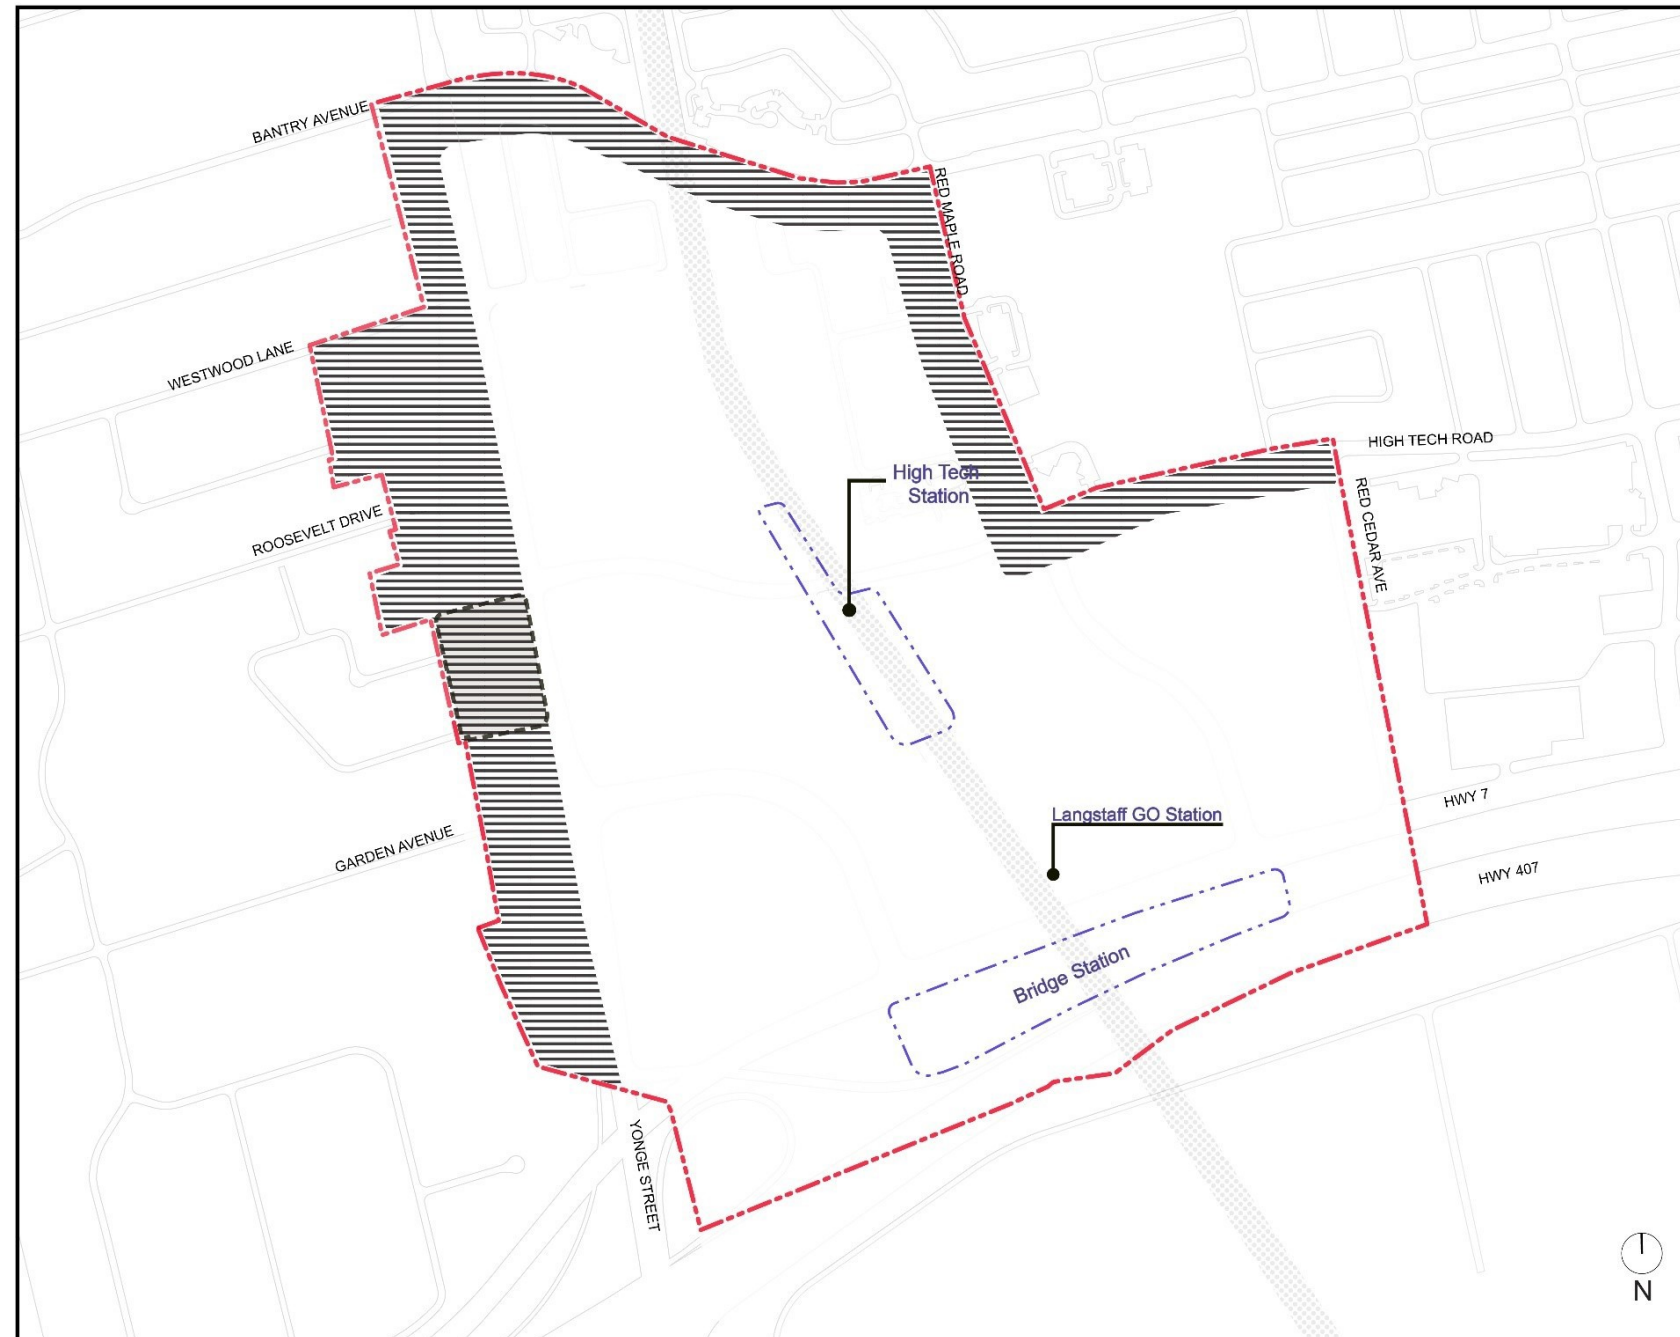 BANTRY AVENUE
RED MAPLE ROAD
WESTWOOD LANE
HIGH TECH ROAD
High Tech
Station
RED CEDAR AVE
ROOSEVELT DRIVE
HWY 7
Langstaff GO Station
GARDEN AVENUE
HWY 407
Bridge Station
YONGE STREET
N